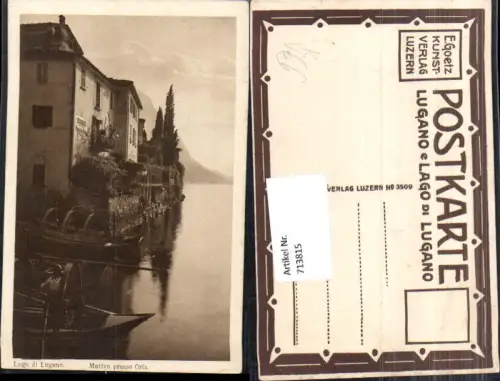 Lago di Lugano.
Motivo presso Oria.
E. Goetz
KUNST-
VERLAG
LUZERN
POSTKARTE
LUGANO e LAGO DI LUGANO
VERLAG LUZERN No 3509
Artikel Nr.
713815